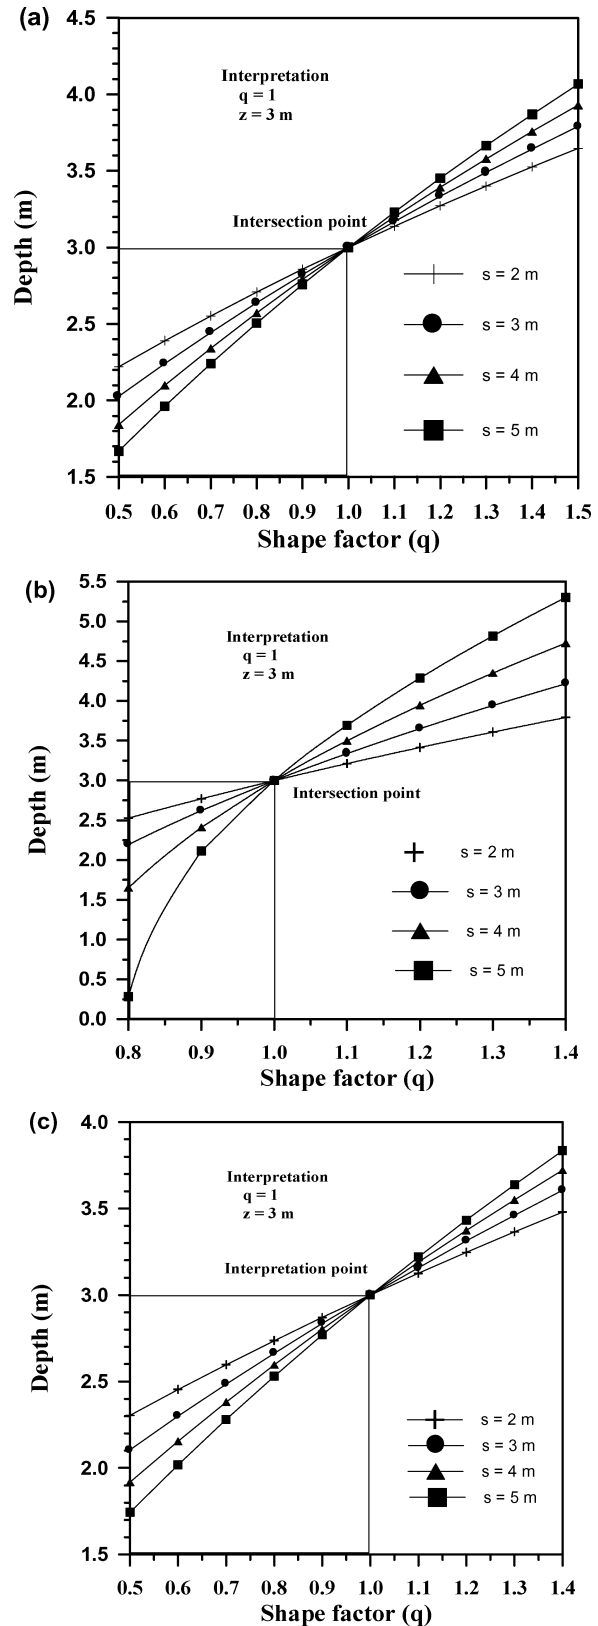 (a)
4.5
4.0
3.5
3.0
2.5
2.0
1.5
Depth (m)
Interpretation
q = 1
z = 3 m
Intersection point
s = 2 m
s = 3 m
s = 4 m
s = 5 m
0.5 0.6 0.7 0.8 0.9 1.0 1.1 1.2 1.3 1.4 1.5
Shape factor (q)
(b)
5.5
5.0
4.5
4.0
3.5
3.0
2.5
2.0
1.5
1.0
0.5
0.0
Depth (m)
Interpretation
q = 1
z = 3 m
Intersection point
s = 2 m
s = 3 m
s = 4 m
s = 5 m
0.8 0.9 1.0 1.1 1.2 1.3 1.4
Shape factor (q)
(c)
4.0
3.5
3.0
2.5
2.0
1.5
Depth (m)
Interpretation
q = 1
z = 3 m
Interpretation point
s = 2 m
s = 3 m
s = 4 m
s = 5 m
0.5 0.6 0.7 0.8 0.9 1.0 1.1 1.2 1.3 1.4
Shape factor (q)